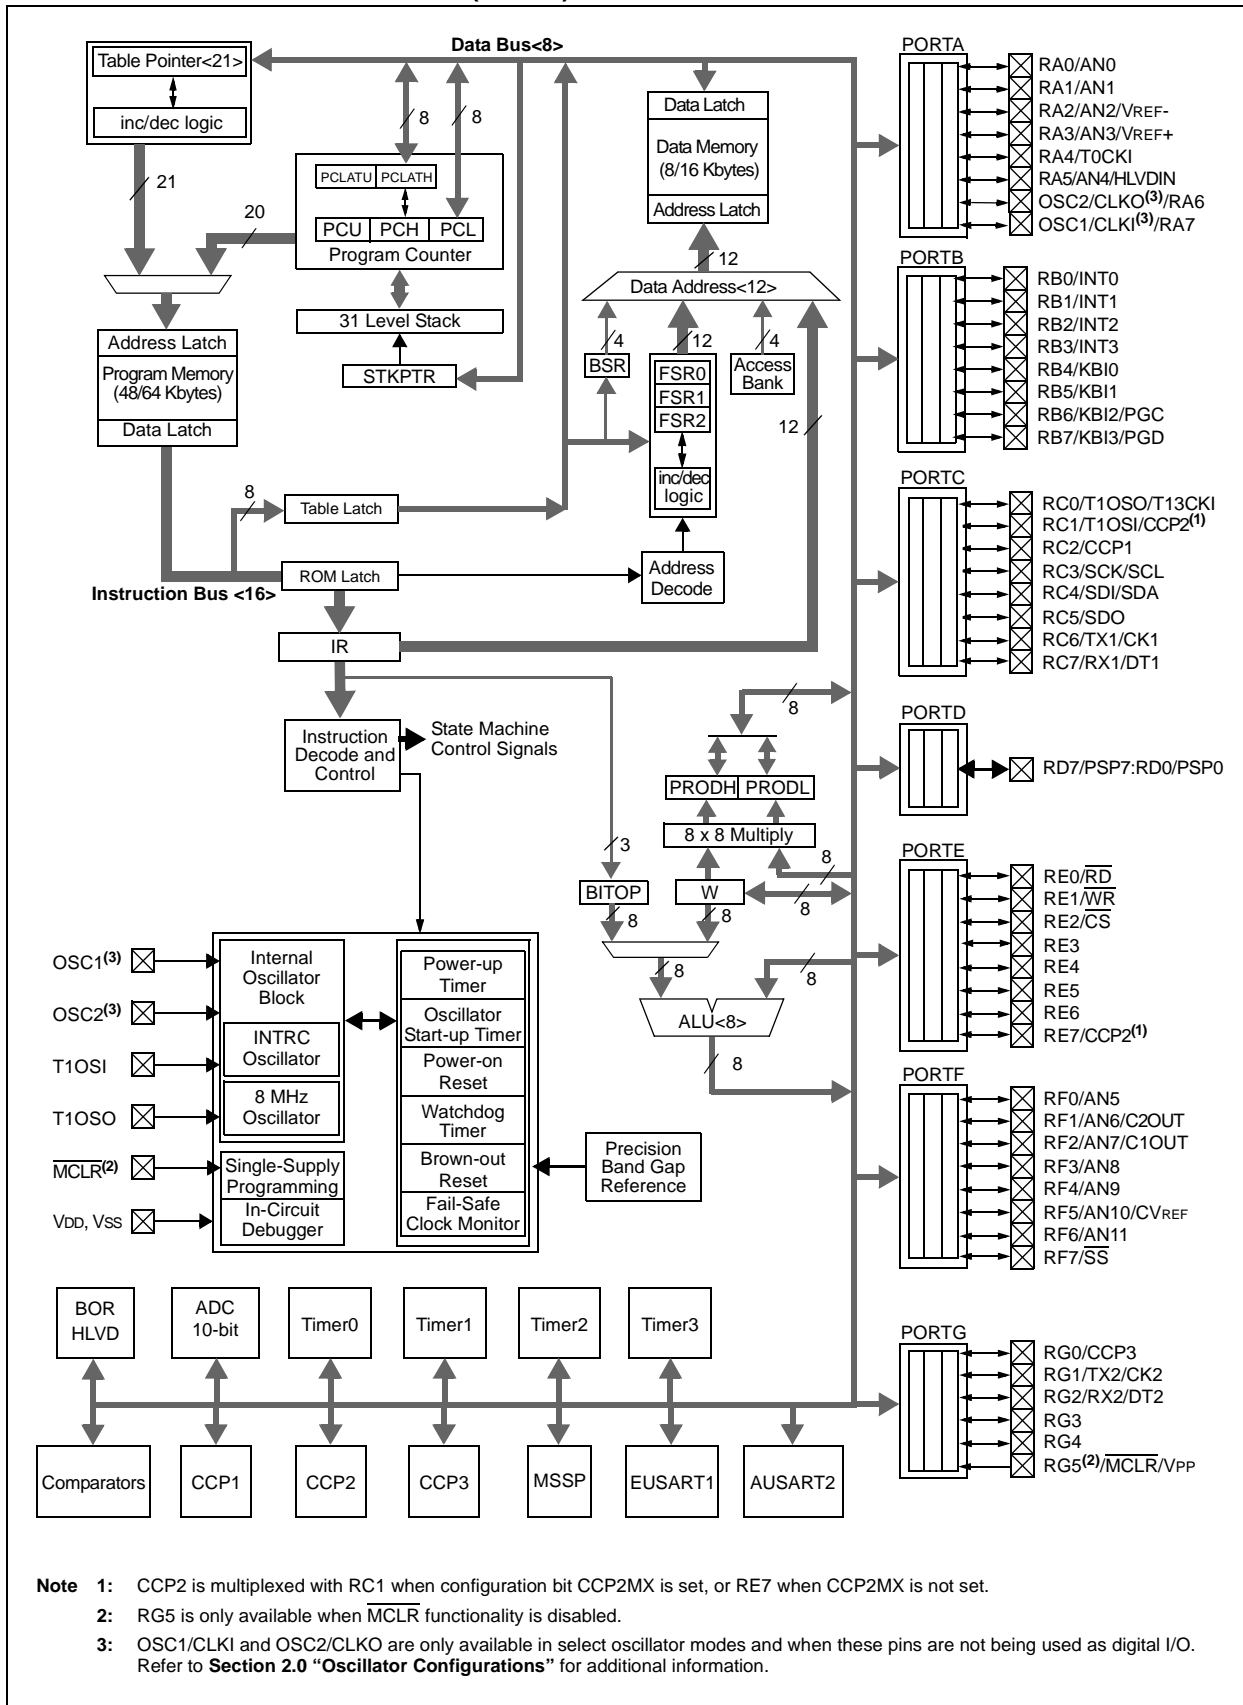 Data Bus<8>
Table Pointer<21>
inc/dec logic
21
20
8
8
PCLATU PCLATH
PCU PCH PCL
Program Counter
31 Level Stack
STKPTR
Address Latch
Program Memory
(48/64 Kbytes)
Data Latch
Data Latch
Data Memory
(8/16 Kbytes)
Address Latch
12
Data Address<12>
4
12
4
BSR
FSR0
FSR1
FSR2
inc/dec
logic
Access
Bank
12
8
Table Latch
ROM Latch
Instruction Bus <16>
Address
Decode
IR
Instruction
Decode and
Control
State Machine
Control Signals
8
PRODH PRODL
8 x 8 Multiply
3
8
BITOP
W
8
8
8
8
8
ALU<8>
8
OSC1(3)
OSC2(3)
T1OSI
T1OSO
MCLR(2)
VDD, VSS
Internal
Oscillator
Block
INTRC
Oscillator
8 MHz
Oscillator
Single-Supply
Programming
In-Circuit
Debugger
Power-up
Timer
Oscillator
Start-up Timer
Power-on
Reset
Watchdog
Timer
Brown-out
Reset
Fail-Safe
Clock Monitor
Precision
Band Gap
Reference
BOR
HLVD
ADC
10-bit
Timer0
Timer1
Timer2
Timer3
Comparators
CCP1
CCP2
CCP3
MSSP
EUSART1
AUSART2
PORTA
RA0/AN0
RA1/AN1
RA2/AN2/VREF-
RA3/AN3/VREF+
RA4/T0CKI
RA5/AN4/HLVDIN
OSC2/CLKO(3)/RA6
OSC1/CLKI(3)/RA7
PORTB
RB0/INT0
RB1/INT1
RB2/INT2
RB3/INT3
RB4/KBI0
RB5/KBI1
RB6/KBI2/PGC
RB7/KBI3/PGD
PORTC
RC0/T1OSO/T13CKI
RC1/T1OSI/CCP2(1)
RC2/CCP1
RC3/SCK/SCL
RC4/SDI/SDA
RC5/SDO
RC6/TX1/CK1
RC7/RX1/DT1
PORTD
RD7/PSP7:RD0/PSP0
PORTE
RE0/RD
RE1/WR
RE2/CS
RE3
RE4
RE5
RE6
RE7/CCP2(1)
PORTF
RF0/AN5
RF1/AN6/C2OUT
RF2/AN7/C1OUT
RF3/AN8
RF4/AN9
RF5/AN10/CVREF
RF6/AN11
RF7/SS
PORTG
RG0/CCP3
RG1/TX2/CK2
RG2/RX2/DT2
RG3
RG4
RG5(2)/MCLR/VPP
Note 1: CCP2 is multiplexed with RC1 when configuration bit CCP2MX is set, or RE7 when CCP2MX is not set.
2: RG5 is only available when MCLR functionality is disabled.
3: OSC1/CLKI and OSC2/CLKO are only available in select oscillator modes and when these pins are not being used as digital I/O.
Refer to Section 2.0 “Oscillator Configurations” for additional information.